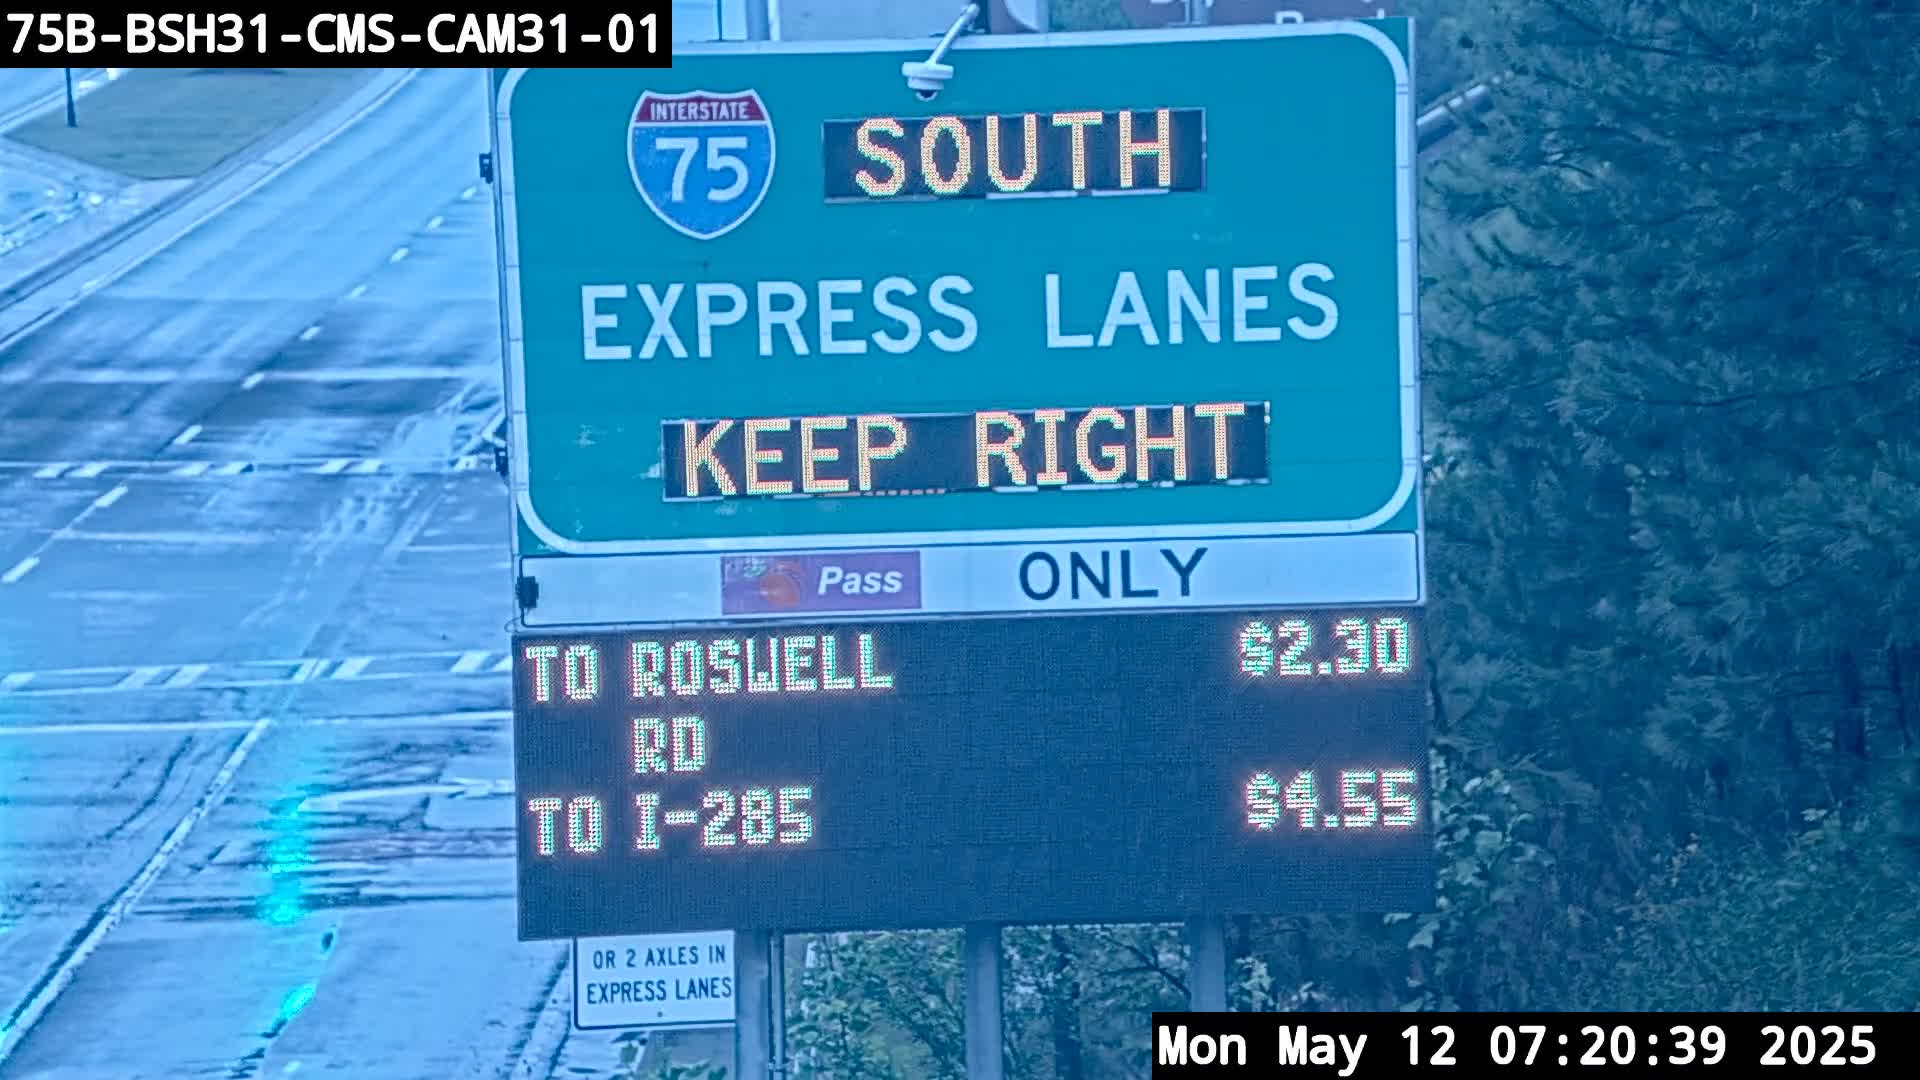 75B-BSH31-CMS-CAM31-01
INTERSTATE
75
SOUTH
EXPRESS LANES
KEEP RIGHT
Pass ONLY
TO ROSWELL $2.30
RD
TO I-285 $4.55
OR 2 AXLES IN
EXPRESS LANES
Mon May 12 07:20:39 2025